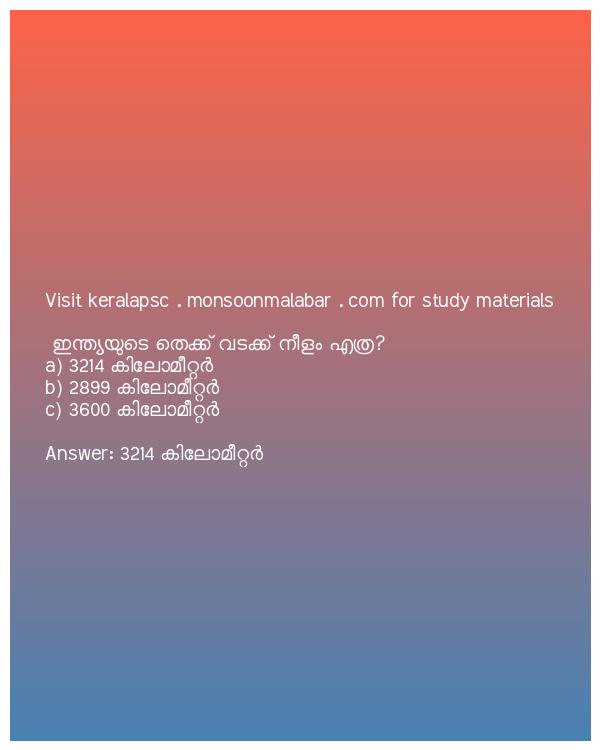 Visit keralapsc . monsoonmalabar . com for study materials
ഇന്ത്യയുടെ തെക്ക് വടക്ക് നീളം എത്ര?
a) 3214 കിലോമീറ്റർ
b) 2899 കിലോമീറ്റർ
c) 3600 കിലോമീറ്റർ
Answer: 3214 കിലോമീറ്റർ